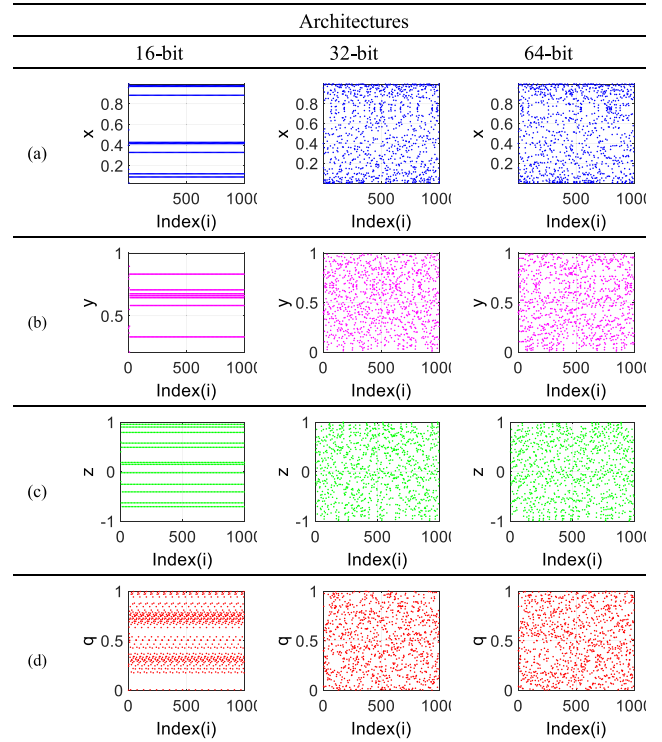 Architectures
16-bit 32-bit 64-bit
(a)
x 0.8 0.6 0.4 0.2 500 1000 Index(i)
x 0.8 0.6 0.4 0.2 500 1000 Index(i)
x 0.8 0.6 0.4 0.2 500 1000 Index(i)
(b)
y 1 0.5 0 500 1000 Index(i)
y 1 0.5 0 0 500 1000 Index(i)
y 1 0.5 0 0 500 1000 Index(i)
(c)
z 1 0 -1 0 500 1000 Index(i)
z 1 0 -1 0 500 1000 Index(i)
z 1 0 -1 0 500 1000 Index(i)
(d)
q 1 0.5 0 0 500 1000 Index(i)
q 1 0.5 0 0 500 1000 Index(i)
q 1 0.5 0 0 500 1000 Index(i)